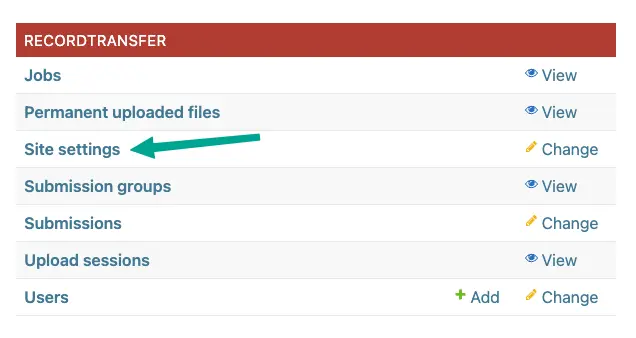 RECORDTRANSFER
Jobs View
Permanent uploaded files View
Site settings Change
Submission groups View
Submissions Change
Upload sessions View
Users Add Change